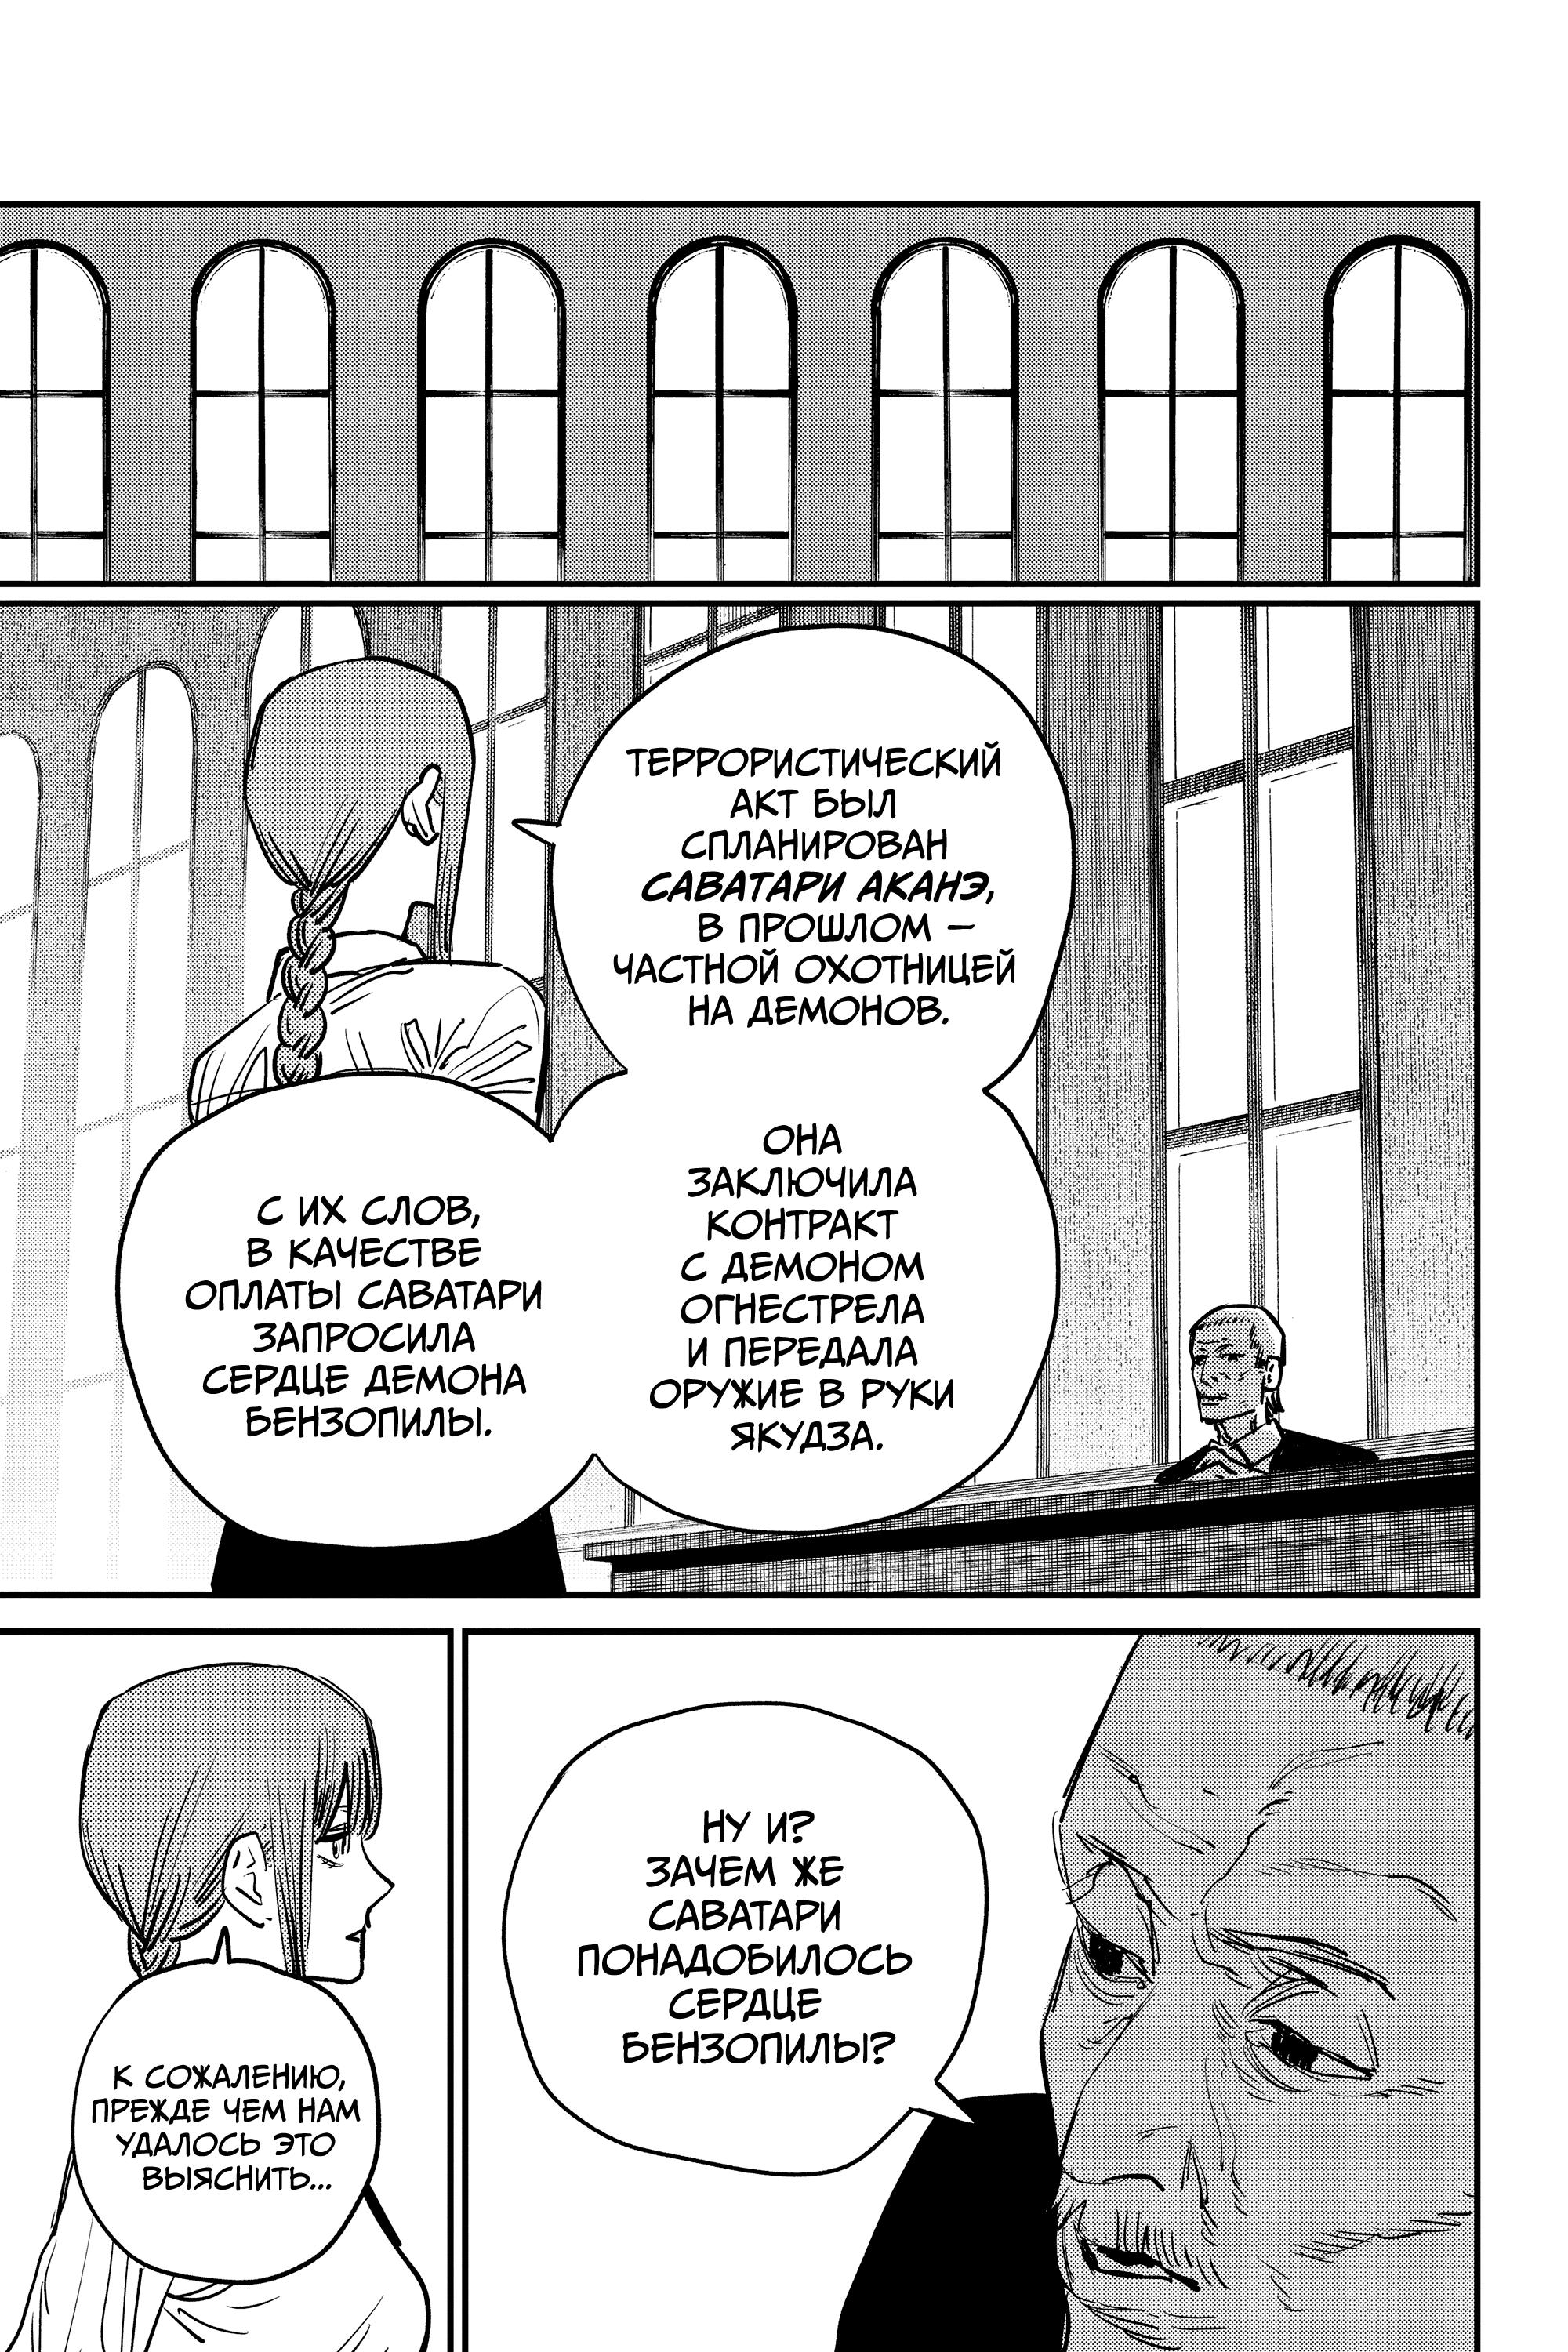 ТЕРРОРИСТИЧЕСКИЙ
АКТ БЫЛ
СПЛАНИРОВАН
САВАТАРИ АКАНЭ,
В ПРОШЛОМ –
ЧАСТНОЙ ОХОТНИЦЕЙ
НА ДЕМОНОВ.
ОНА
ЗАКЛЮЧИЛА
КОНТРАКТ
С ДЕМОНОМ
ОГНЕСТРЕЛА
И ПЕРЕДАЛА
ОРУЖИЕ В РУКИ
ЯКУДЗА.
С ИХ СЛОВ,
В КАЧЕСТВЕ
ОПЛАТЫ САВАТАРИ
ЗАПРОСИЛА
СЕРДЦЕ ДЕМОНА
БЕНЗОПИЛЫ.
НУ И?
ЗАЧЕМ ЖЕ
САВАТАРИ
ПОНАДОБИЛОСЬ
СЕРДЦЕ
БЕНЗОПИЛЫ?
К СОЖАЛЕНИЮ,
ПРЕЖДЕ ЧЕМ НАМ
УДАЛОСЬ ЭТО
ВЫЯСНИТЬ...